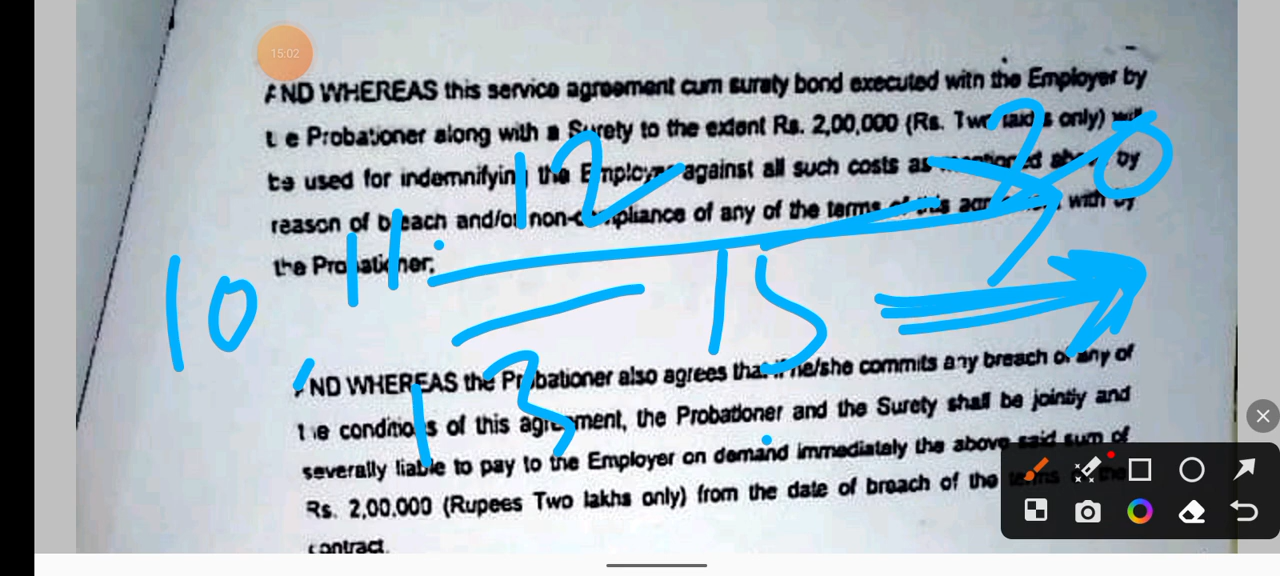 15:02
AND WHEREAS this service agreement cum surety bond executed with the Employer by
the Probationer along with a Surety to the extent Rs. 2,00,000 (Rs. Two only)
be used for indemnifying the against all such costs as by
reason of breach and/or non-compliance of any of the terms of this with by
the Probationer;
12
20
11
10
15
13
AND WHEREAS the Probationer also agrees that if he/she commits any breach of any of
the conditions of this agreement, the Probationer and the Surety shall be jointly and
severally liable to pay to the Employer on demand immediately the above said sum of
Rs. 2,00,000 (Rupees Two lakhs only) from the date of breach of the
contract.